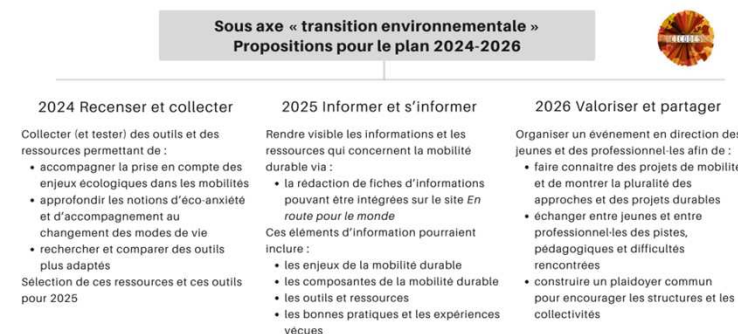 Sous axe « transition environnementale »
Propositions pour le plan 2024-2026
CICODES
2024 Recenser et collecter
Collecter (et tester) des outils et des
ressources permettant de :
• accompagner la prise en compte des
enjeux écologiques dans les mobilités
• approfondir les notions d'éco-anxiété
et d'accompagnement au
changement des modes de vie
• rechercher et comparer des outils
plus adaptés
Sélection de ces ressources et ces outils
pour 2025
2025 Informer et s'informer
Rendre visible les informations et les
ressources qui concernent la mobilité
durable via :
• la rédaction de fiches d'informations
pouvant être intégrées sur le site En
route pour le monde
Ces éléments d'information pourraient
inclure :
• les enjeux de la mobilité durable
• les composantes de la mobilité durable
• les outils et ressources
• les bonnes pratiques et les expériences
vécues
2026 Valoriser et partager
Organiser un événement en direction des
jeunes et des professionnel·les afin de :
• faire connaitre des projets de mobilité
et de montrer la pluralité des
approches et des projets durables
• échanger entre jeunes et entre
professionnel·les des pistes,
pédagogiques et difficultés
rencontrées
• construire un plaidoyer commun
pour encourager les structures et les
collectivités